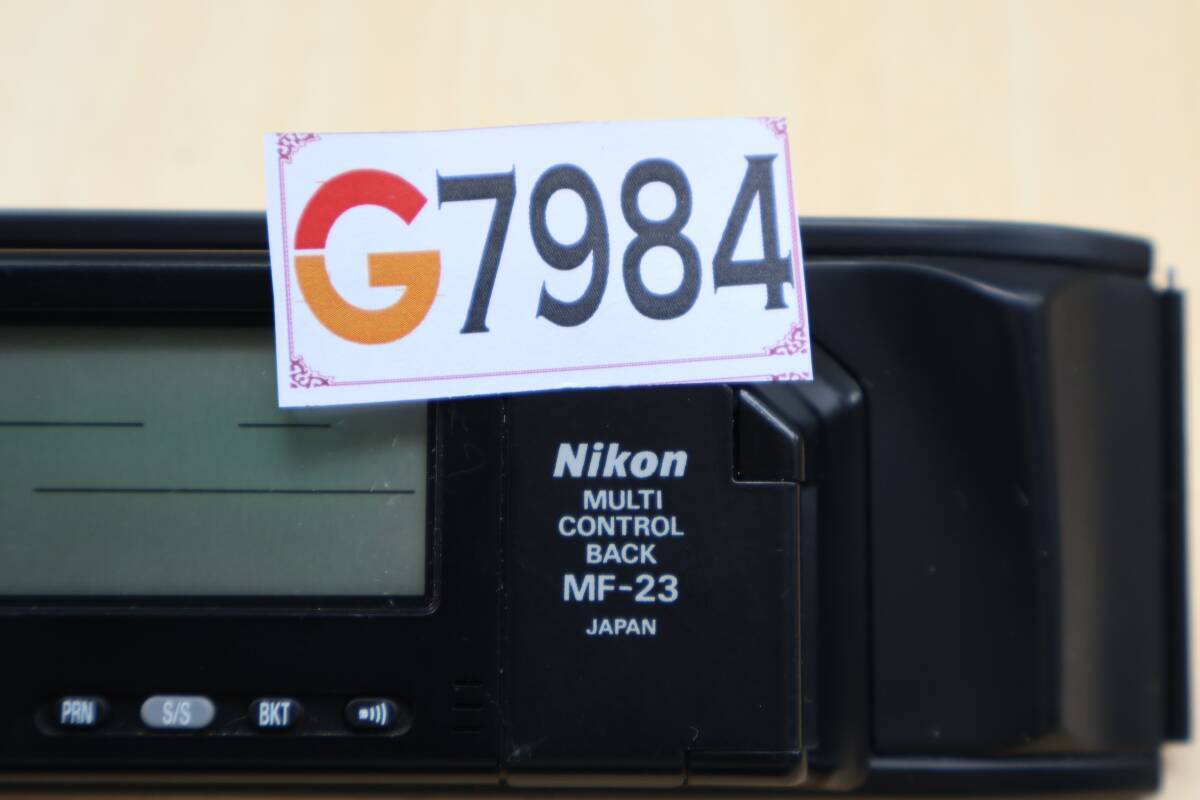 G7984
Nikon
MULTI
CONTROL
BACK
MF-23
JAPAN
PRN S/S BKT